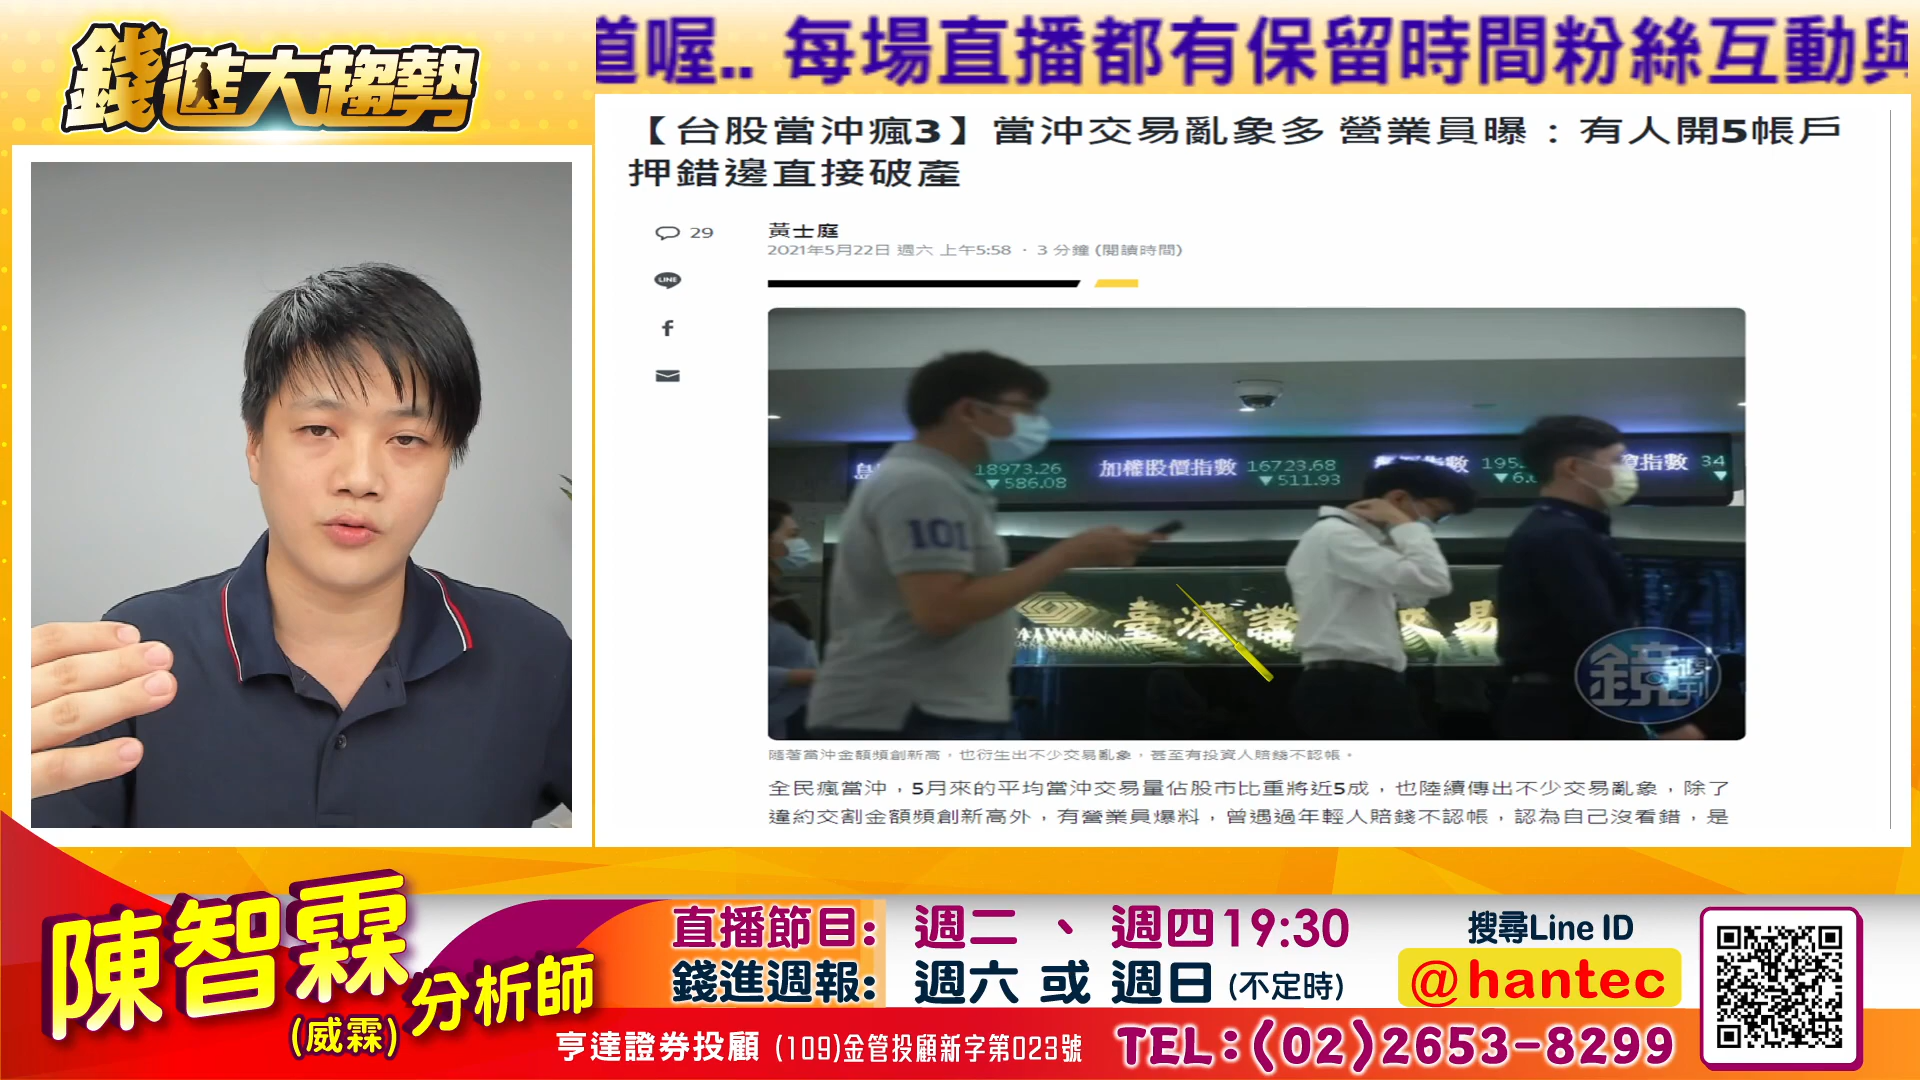 錢進大趨勢
道喔.. 每場直播都有保留時間粉絲互動與
【台股當沖瘋3】當沖交易亂象多 營業員曝：有人開5帳戶
押錯邊直接破產
29
黃士庭
2021年5月22日 週六 上午5:58 · 3 分鐘 (閱讀時間)
LINE
f
18973.26
▼586.08
加權股價指數
16723.68
▼511.93
指數
195
▼6.
指數
34
▼
101
臺灣證
交易
TAIWAN
鏡週刊
隨著當沖金額頻創新高，也衍生出不少交易亂象，甚至有投資人賠錢不認帳。
全民瘋當沖，5月來的平均當沖交易量佔股市比重將近5成，也陸續傳出不少交易亂象，除了
違約交割金額頻創新高外，有營業員爆料，曾遇過年輕人賠錢不認帳，認為自己沒看錯，是
陳智霖
(威霖)
分析師
直播節目: 週二 、 週四19:30
錢進週報: 週六 或 週日 (不定時)
搜尋Line ID
@hantec
亨達證券投顧 (109)金管投顧新字第023號
TEL:(02)2653-8299